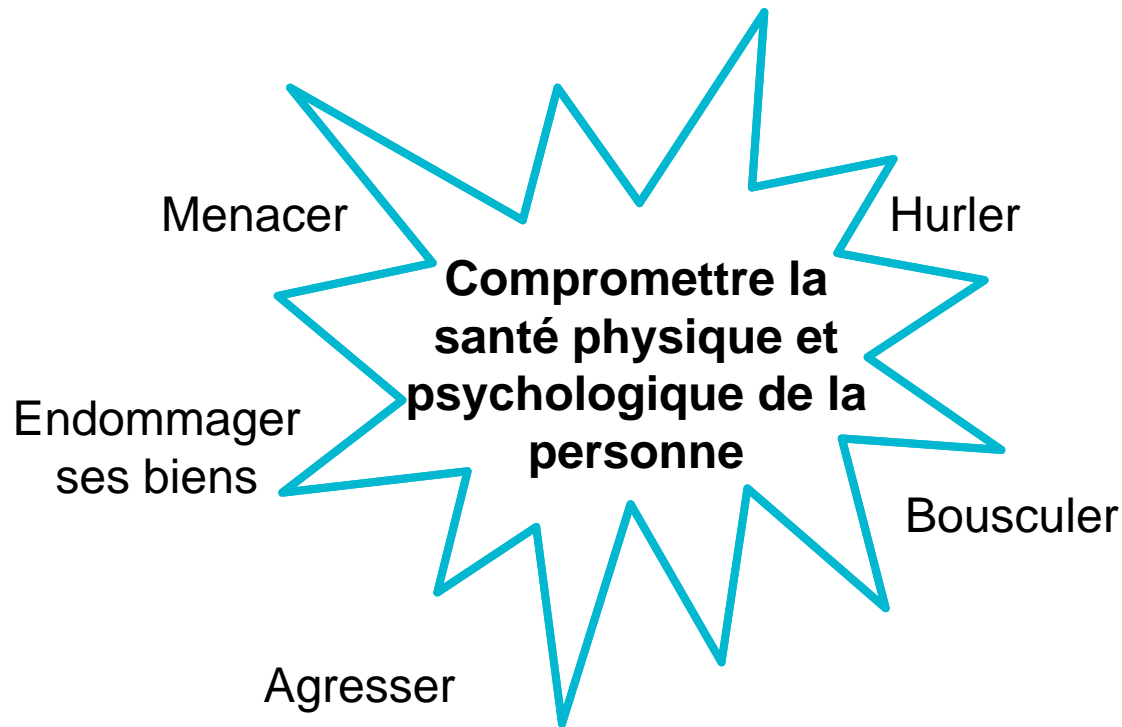 Menacer
Hurler
Compromettre la
santé physique et
psychologique de la
personne
Endommager
ses biens
Bousculer
Agresser